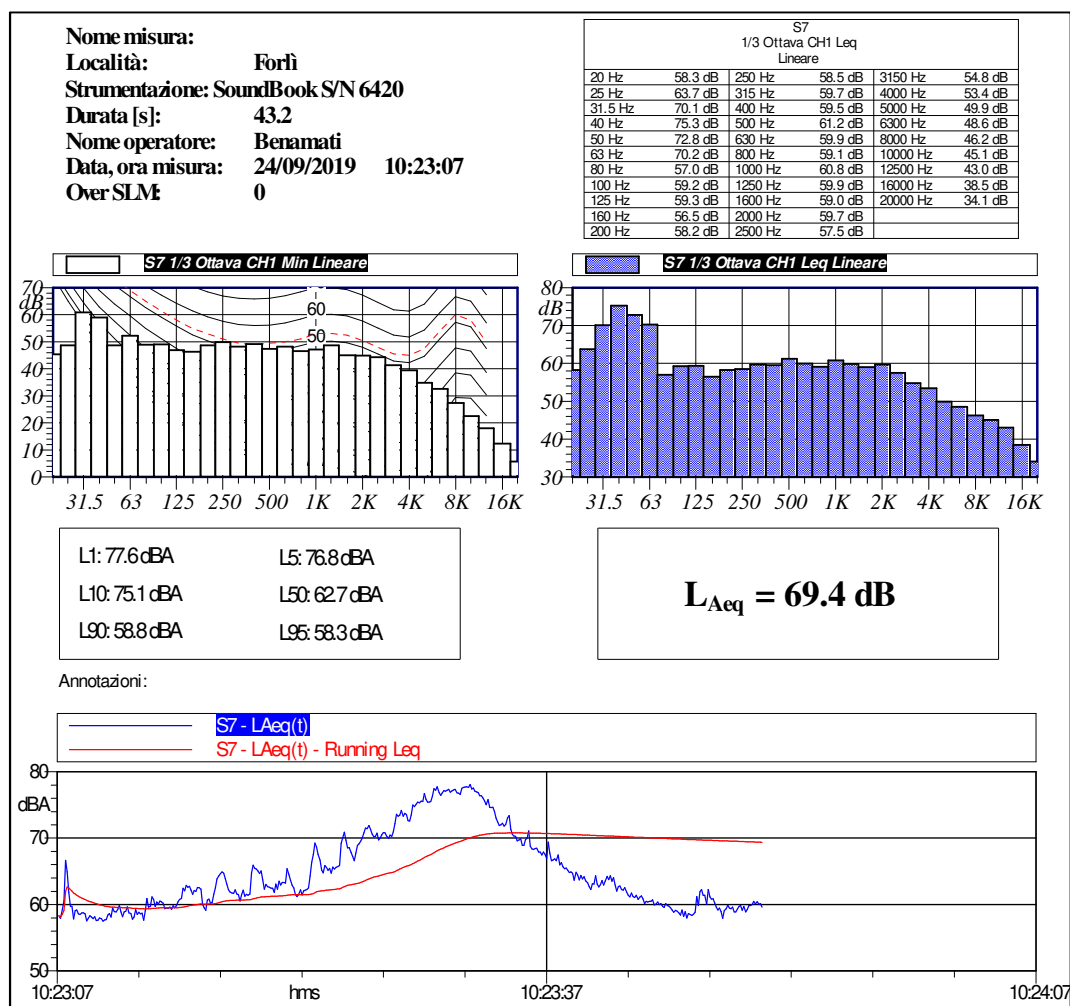 Nome misura:
Località: Forlì
Strumentazione: SoundBook S/N 6420
Durata [s]: 43.2
Nome operatore: Benamati
Data, ora misura: 24/09/2019 10:23:07
Over SLM: 0
S7
1/3 Ottava CH1 Leq
Lineare
20 Hz 58.3 dB 250 Hz 58.5 dB 3150 Hz 54.8 dB
25 Hz 63.7 dB 315 Hz 59.7 dB 4000 Hz 53.4 dB
31.5 Hz 70.1 dB 400 Hz 59.5 dB 5000 Hz 49.9 dB
40 Hz 75.3 dB 500 Hz 61.2 dB 6300 Hz 48.6 dB
50 Hz 72.8 dB 630 Hz 59.9 dB 8000 Hz 46.2 dB
63 Hz 70.2 dB 800 Hz 59.1 dB 10000 Hz 45.1 dB
80 Hz 57.0 dB 1000 Hz 60.8 dB 12500 Hz 43.0 dB
100 Hz 59.2 dB 1250 Hz 59.9 dB 16000 Hz 38.5 dB
125 Hz 59.3 dB 1600 Hz 59.0 dB 20000 Hz 34.1 dB
160 Hz 56.5 dB 2000 Hz 59.7 dB
200 Hz 58.2 dB 2500 Hz 57.5 dB
S7 1/3 Ottava CH1 Min Lineare
70
dB
60
50
40
30
20
10
0
60
50
31.5 63 125 250 500 1K 2K 4K 8K 16K
S7 1/3 Ottava CH1 Leq Lineare
80
dB
70
60
50
40
30
31.5 63 125 250 500 1K 2K 4K 8K 16K
L1: 77.6 dBA L5: 76.8 dBA
L10: 75.1 dBA L50: 62.7 dBA
L90: 58.8 dBA L95: 58.3 dBA
LAeq = 69.4 dB
Annotazioni:
S7 - LAeq(t)
S7 - LAeq(t) - Running Leq
80
dBA
70
60
50
10:23:07 hms 10:23:37 10:24:07